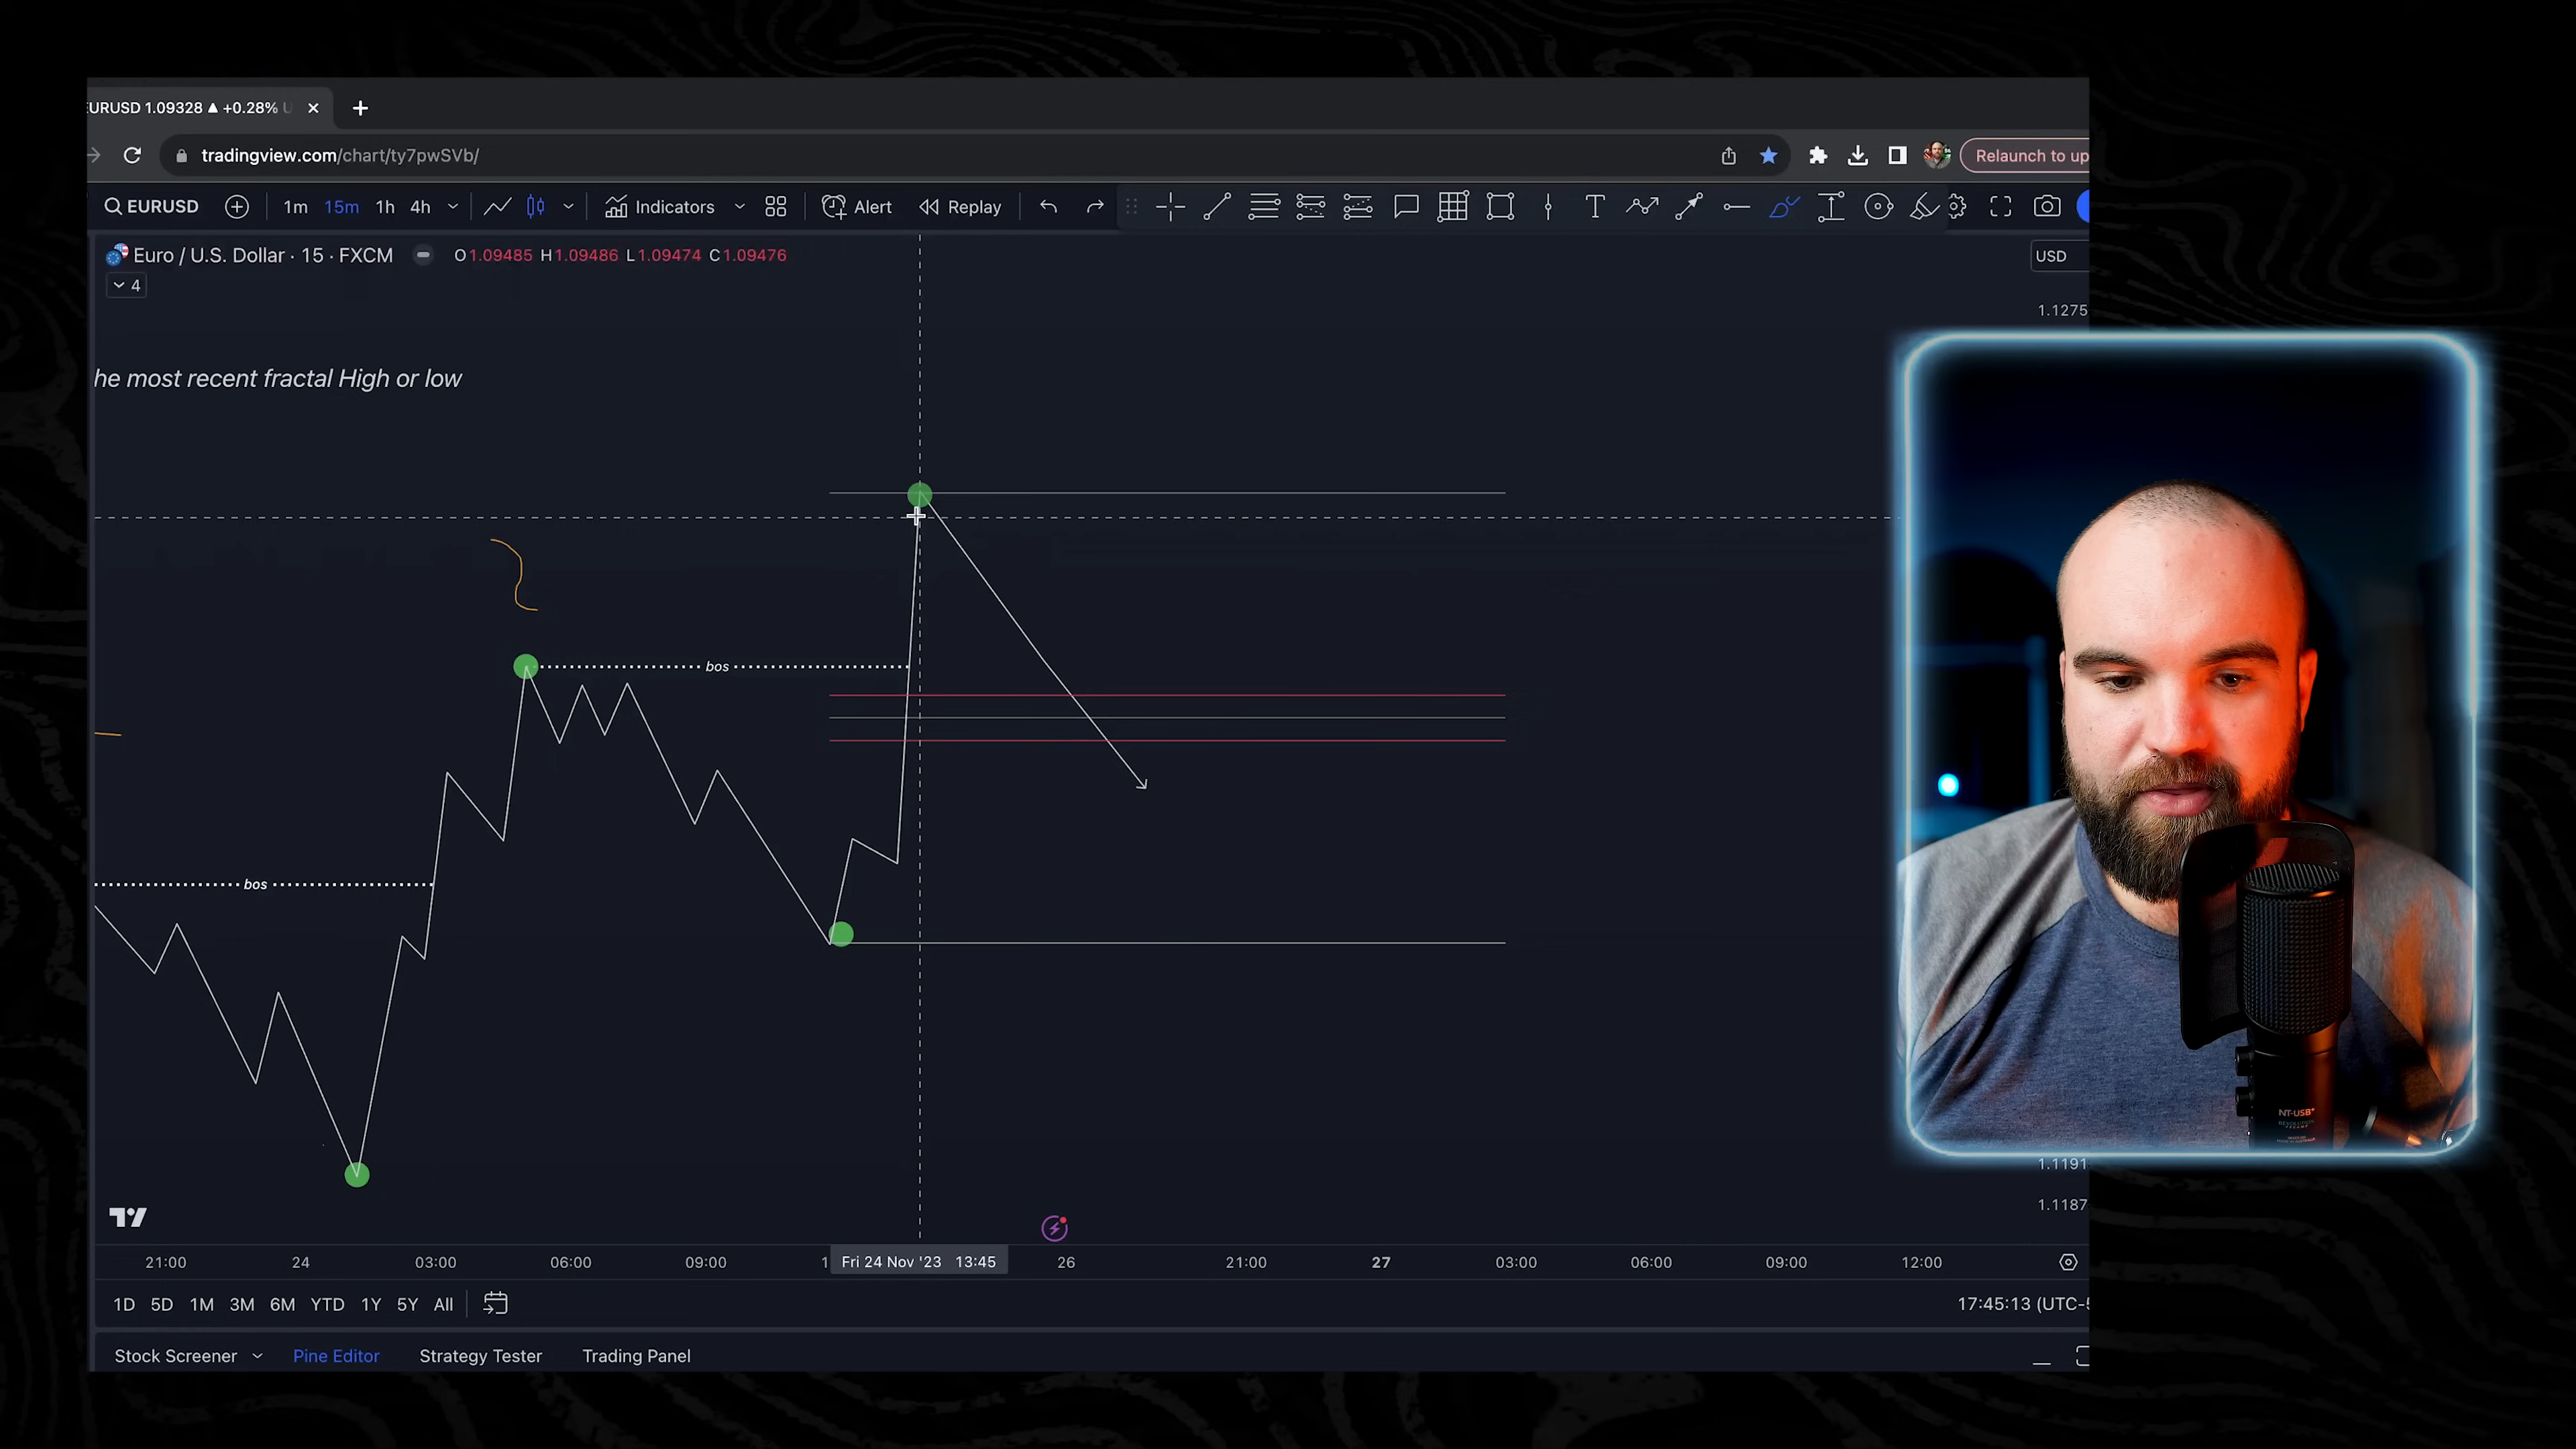 EURUSD 1.09328 ▲ +0.28% U
tradingview.com/chart/ty7pwSVb/
Relaunch to up
EURUSD 1m 15m 1h 4h Indicators Alert Replay
Euro / U.S. Dollar · 15 · FXCM O1.09485 H1.09486 L1.09474 C1.09476
USD
4
1.1275
he most recent fractal High or low
bos
bos
NT-USB+
1.1191
1.1187
21:00 24 03:00 06:00 09:00 1 Fri 24 Nov '23 13:45 26 21:00 27 03:00 06:00 09:00 12:00
1D 5D 1M 3M 6M YTD 1Y 5Y All 17:45:13 (UTC-5
Stock Screener Pine Editor Strategy Tester Trading Panel